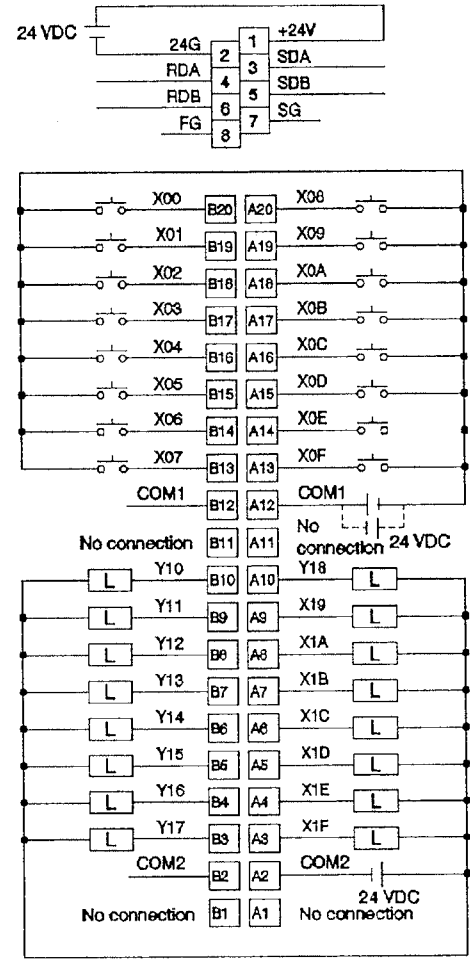 24 VDC
+24V
24G 2 1
SDA
RDA 4 3
SDB
RDB 6 5
SG
FG 8 7
X00 B20 A20 X08
X01 B19 A19 X09
X02 B18 A18 X0A
X03 B17 A17 X0B
X04 B16 A16 X0C
X05 B15 A15 X0D
X06 B14 A14 X0E
X07 B13 A13 X0F
COM1 B12 A12 COM1
No connection B11 A11 No connection 24 VDC
L Y10 B10 A10 Y18 L
L Y11 B9 A9 X19 L
L Y12 B8 A8 X1A L
L Y13 B7 A7 X1B L
L Y14 B6 A6 X1C L
L Y15 B5 A5 X1D L
L Y16 B4 A4 X1E L
L Y17 B3 A3 X1F L
COM2 B2 A2 COM2
24 VDC
No connection B1 A1 No connection